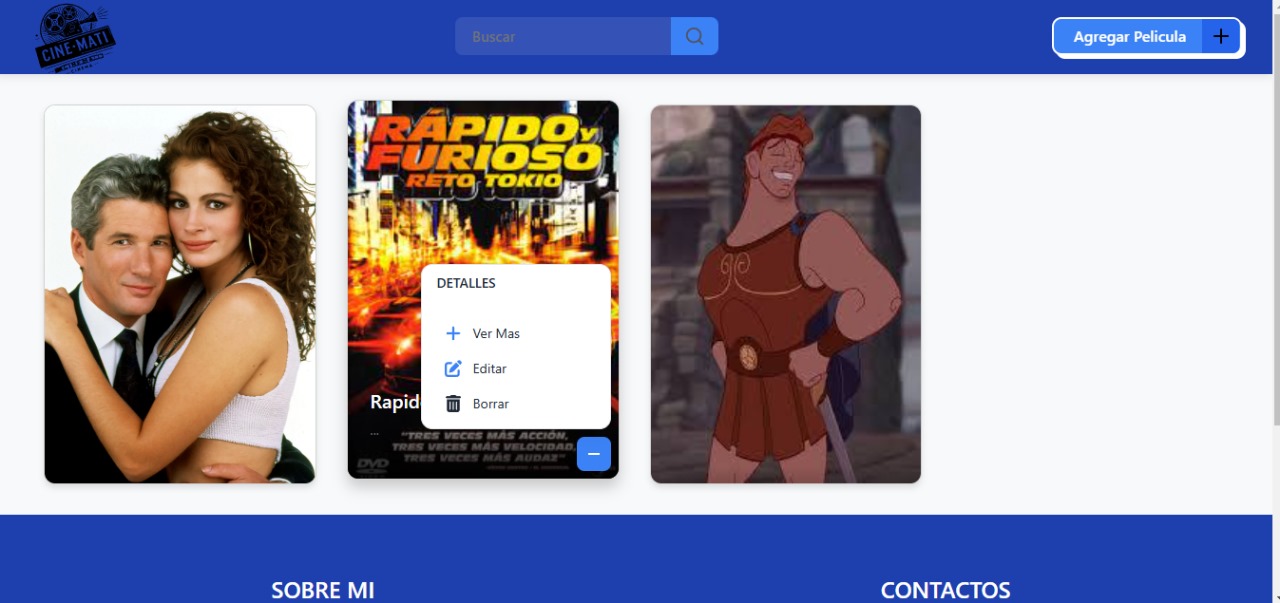 CINE-MATI
CINEMA
Buscar
Agregar Pelicula
RÁPIDO Y
FURIOSO
RETO TOKIO
DETALLES
Ver Mas
Editar
Borrar
Rapid
...
"TRES VECES MÁS ACCIÓN,
TRES VECES MÁS VELOCIDAD,
TRES VECES MÁS AUDAZ"
DVD
SOBRE MI
CONTACTOS